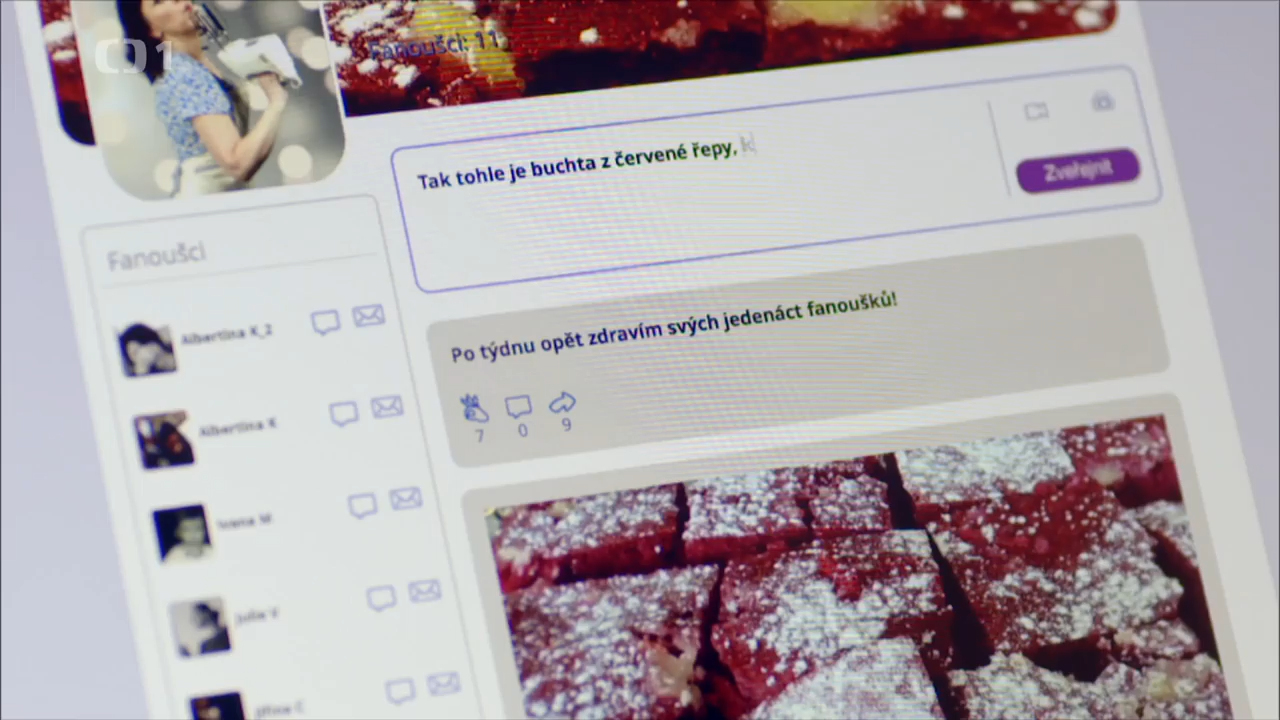 1
Fanoušci: 11
Tak tohle je buchta z červené řepy, k
Zveřejnit
Fanoušci
Po týdnu opět zdravím svých jedenáct fanoušků!
7 0 9
Albertina K_2
Albertina K
Ivana M
Julie V